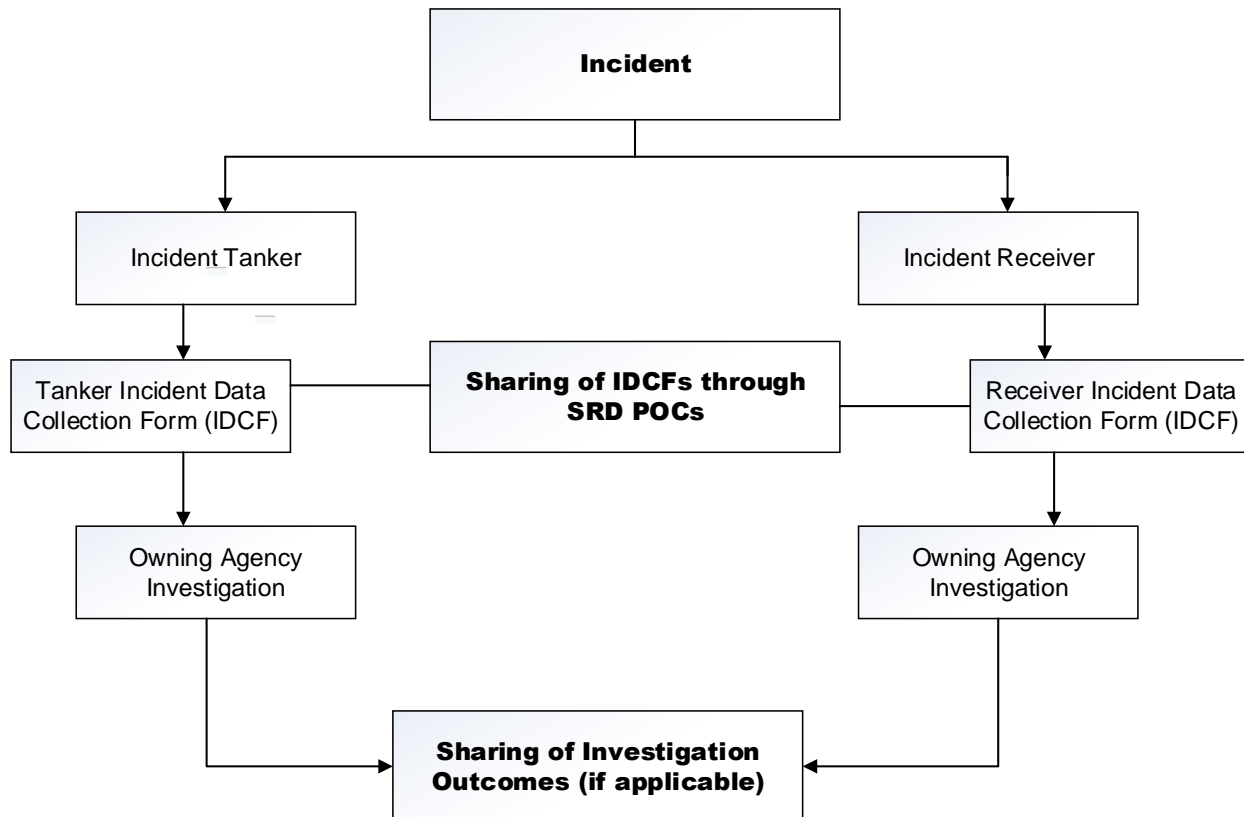 Incident
Incident Tanker
Incident Receiver
Tanker Incident Data
Collection Form (IDCF)
Sharing of IDCFs through
SRD POCs
Receiver Incident Data
Collection Form (IDCF)
Owning Agency
Investigation
Owning Agency
Investigation
Sharing of Investigation
Outcomes (if applicable)